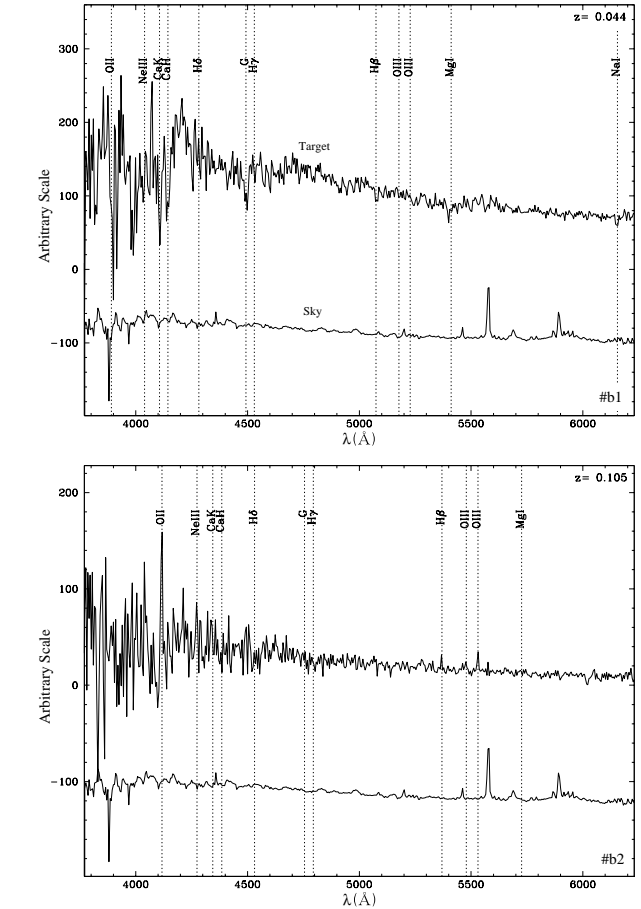 z= 0.044
300
OII
NeIII
CaK
CaH
Hδ
G
Hγ
Hβ
OIII
OIII
MgI
NaI
200
Target
100
Arbitrary Scale
0
Sky
−100
#b1
4000 4500 5000 5500 6000
λ(Å)
z= 0.105
200
OII
NeIII
CaK
CaH
Hδ
G
Hγ
Hβ
OIII
OIII
MgI
100
Arbitrary Scale
0
−100
#b2
4000 4500 5000 5500 6000
λ(Å)